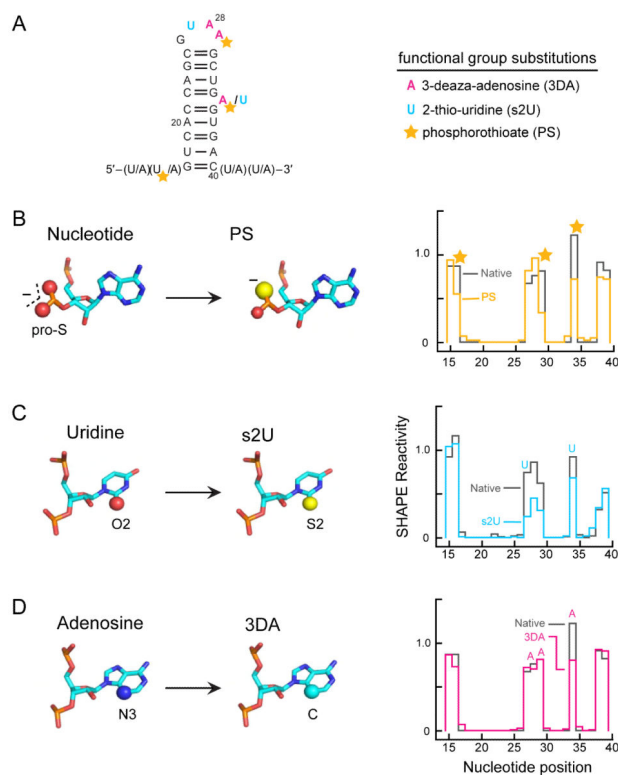 A
28
U A
G A
C G
G C
A U
C G A/U
C G
20 A U
C G
U A
5′–(U/A)(U/A) G C (U/A)(U/A)–3′
40
functional group substitutions
A 3-deaza-adenosine (3DA)
U 2-thio-uridine (s2U)
phosphorothioate (PS)
B
Nucleotide PS
– –
pro-S
1.0
0
Native
PS
15 20 25 30 35 40
C
Uridine s2U
O2 S2
SHAPE Reactivity
1.0
0
U U
Native
s2U
15 20 25 30 35 40
D
Adenosine 3DA
N3 C
1.0
0
Native A
3DA
A A
15 20 25 30 35 40
Nucleotide position